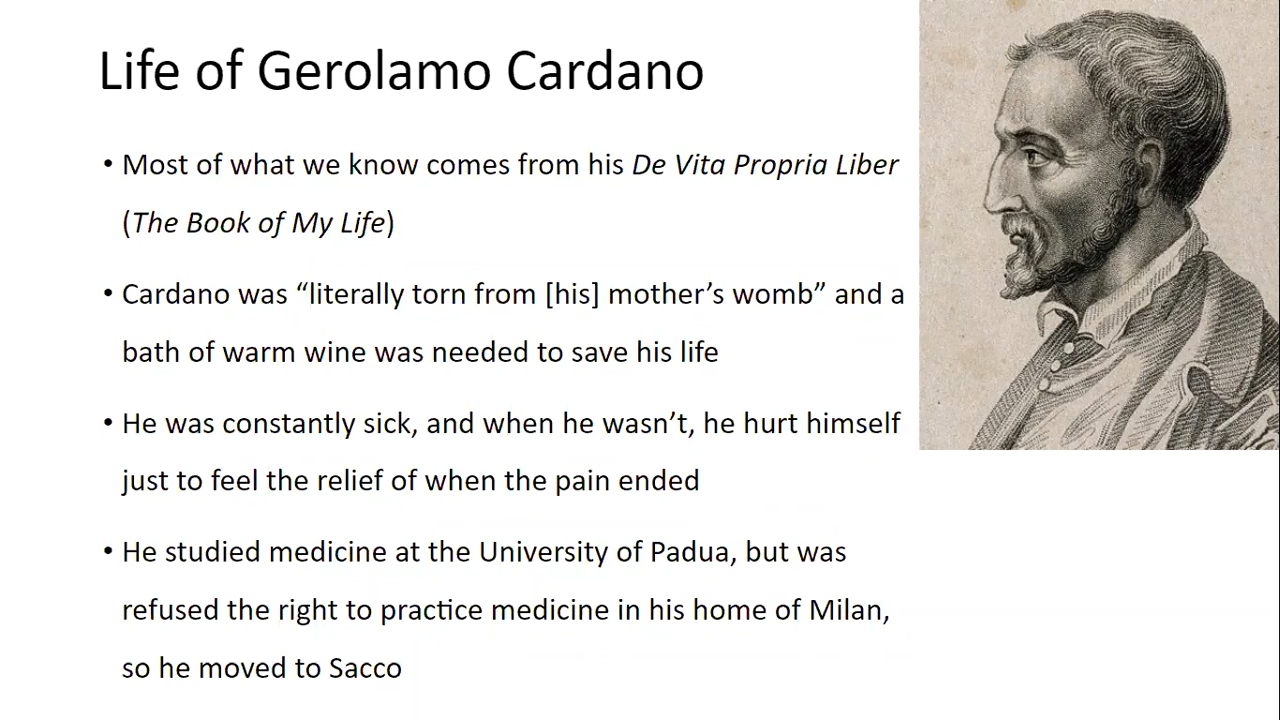 Life of Gerolamo Cardano
• Most of what we know comes from his De Vita Propria Liber
(The Book of My Life)
• Cardano was “literally torn from [his] mother’s womb” and a
bath of warm wine was needed to save his life
• He was constantly sick, and when he wasn’t, he hurt himself
just to feel the relief of when the pain ended
• He studied medicine at the University of Padua, but was
refused the right to practice medicine in his home of Milan,
so he moved to Sacco